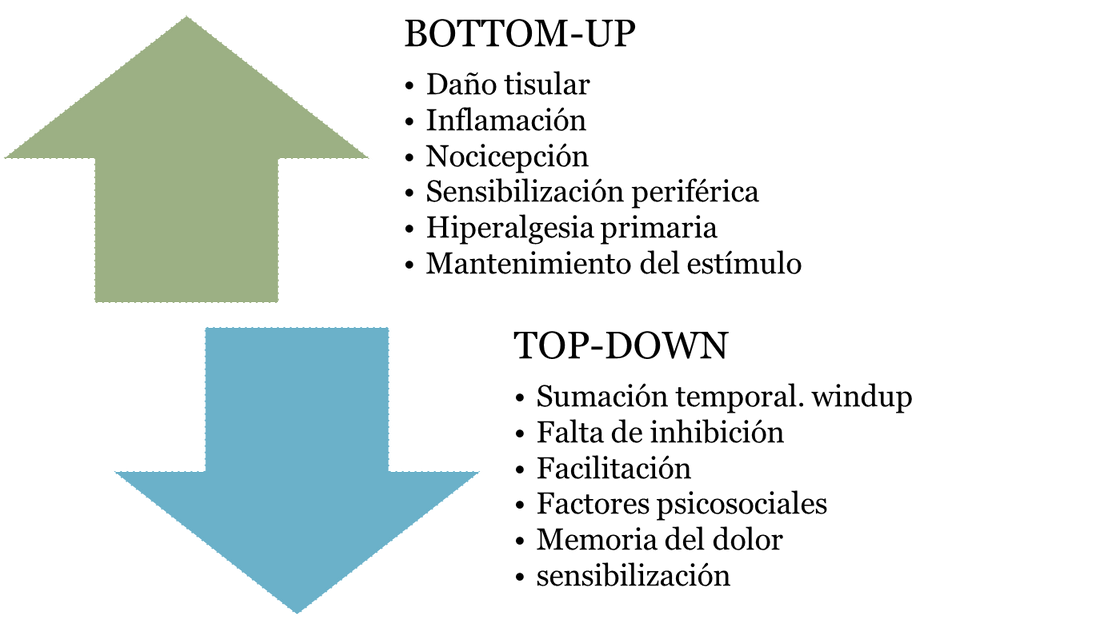 BOTTOM-UP
• Daño tisular
• Inflamación
• Nocicepción
• Sensibilización periférica
• Hiperalgesia primaria
• Mantenimiento del estímulo
TOP-DOWN
• Sumación temporal. windup
• Falta de inhibición
• Facilitación
• Factores psicosociales
• Memoria del dolor
• sensibilización